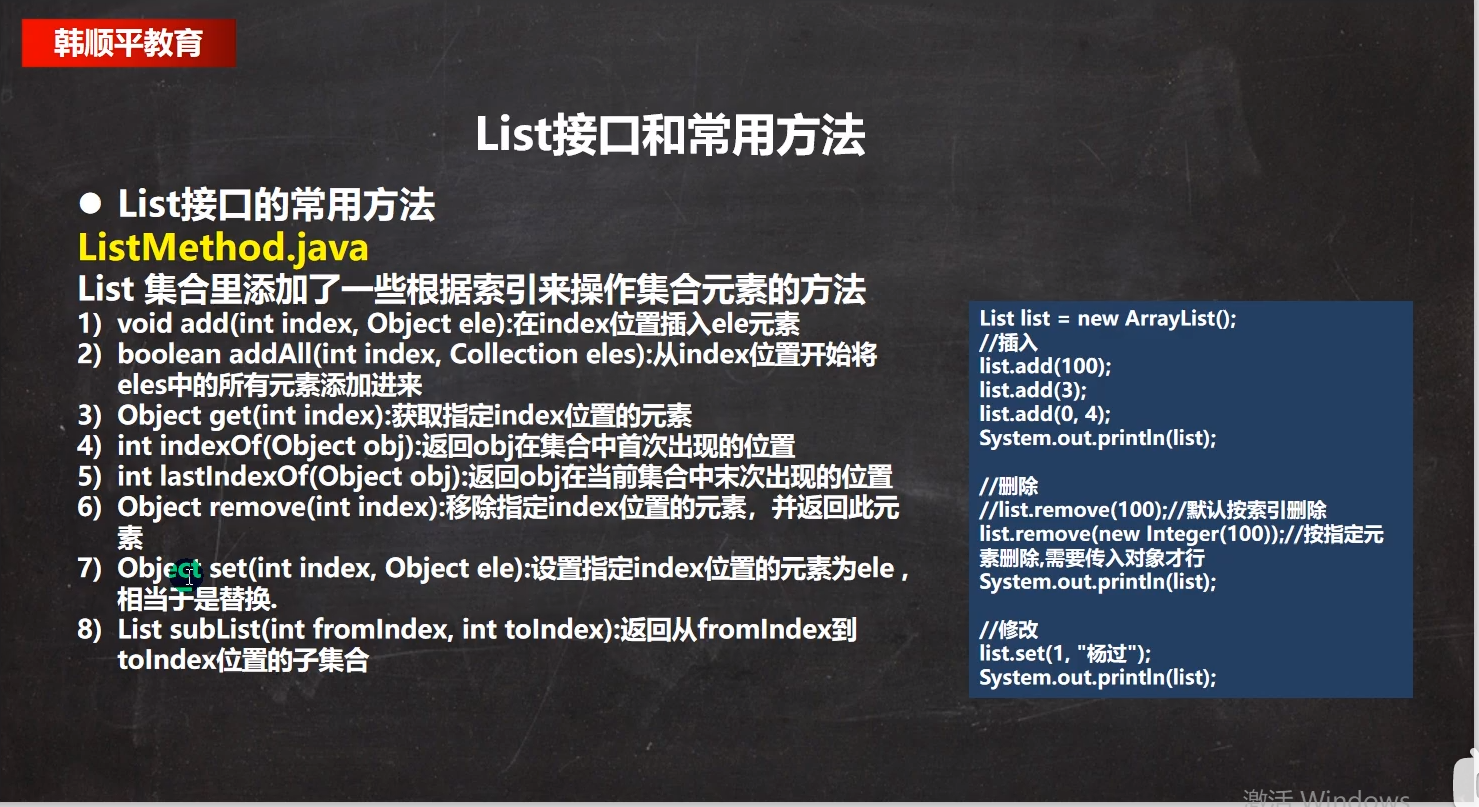 韩顺平教育
List接口和常用方法
● List接口的常用方法
ListMethod.java
List 集合里添加了一些根据索引来操作集合元素的方法
1) void add(int index, Object ele):在index位置插入ele元素
2) boolean addAll(int index, Collection eles):从index位置开始将
eles中的所有元素添加进来
3) Object get(int index):获取指定index位置的元素
4) int indexOf(Object obj):返回obj在集合中首次出现的位置
5) int lastIndexOf(Object obj):返回obj在当前集合中末次出现的位置
6) Object remove(int index):移除指定index位置的元素，并返回此元
素
7) Object set(int index, Object ele):设置指定index位置的元素为ele ,
相当于是替换.
8) List subList(int fromIndex, int toIndex):返回从fromIndex到
toIndex位置的子集合
List list = new ArrayList();
//插入
list.add(100);
list.add(3);
list.add(0, 4);
System.out.println(list);
//删除
//list.remove(100);//默认按索引删除
list.remove(new Integer(100));//按指定元
素删除,需要传入对象才行
System.out.println(list);
//修改
list.set(1, "杨过");
System.out.println(list);
激活 Windows